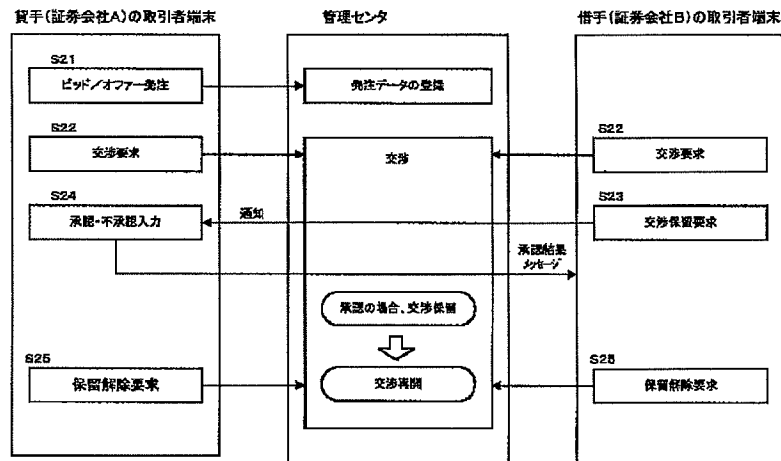 貸手(証券会社A)の取引者端末
管理センタ
借手(証券会社B)の取引者端末
S21
ビッド/オファー発注
発注データの登録
S22
交渉要求
交渉
S22
交渉要求
S24
承認・不承認入力
通知
S23
交渉保留要求
承認結果
メッセージ
承認の場合、交渉保留
S25
保留解除要求
交渉再開
S25
保留解除要求